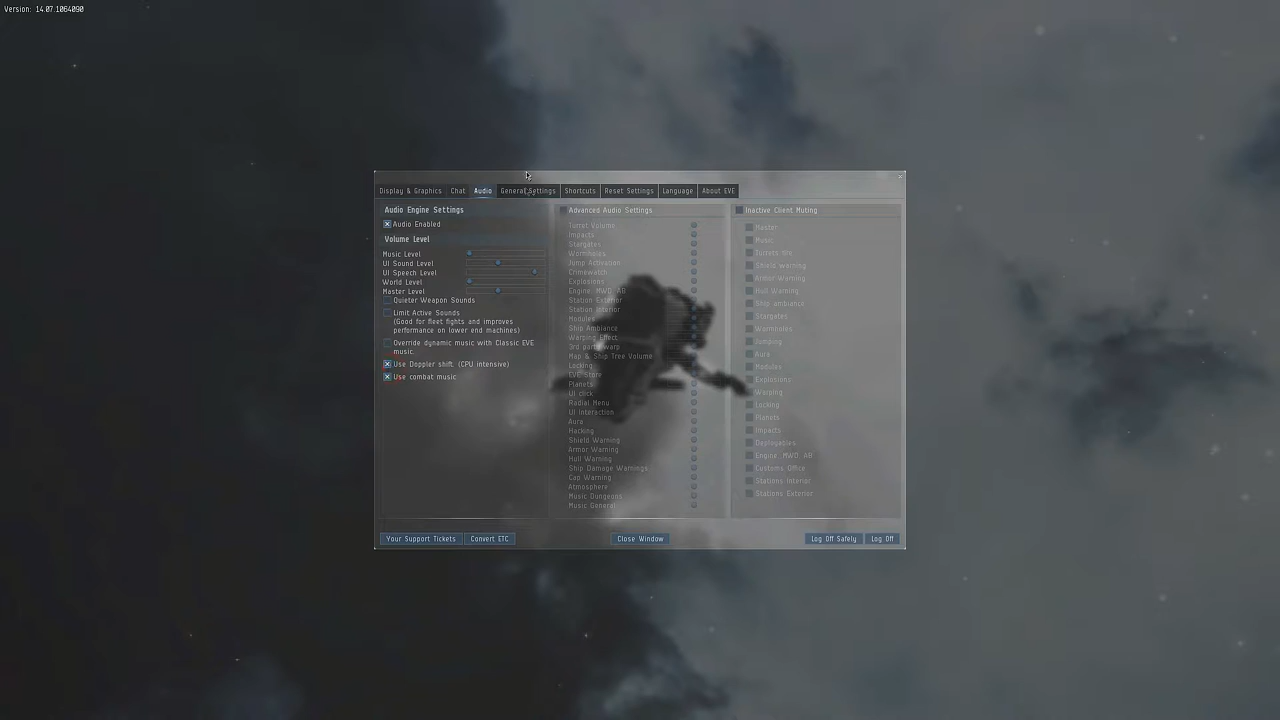 Version: 14.07.1064090
Display & Graphics
Chat
Audio
General Settings
Shortcuts
Reset Settings
Language
About EVE
Audio Engine Settings
Audio Enabled
Volume Level
Music Level
UI Sound Level
UI Speech Level
World Level
Master Level
Quieter Weapon Sounds
Limit Active Sounds
(Good for fleet fights and improves
performance on lower end machines)
Override dynamic music with Classic EVE
music.
Use Doppler shift. (CPU intensive)
Use combat music
Advanced Audio Settings
Turret Volume
Impacts
Stargates
Wormholes
Jump Activation
Crimewatch
Explosions
Engine, MWD, AB
Station Exterior
Station Interior
Modules
Ship Ambiance
Warping Effect
3rd party warp
Map & Ship Tree Volume
Locking
EVE Store
Planets
UI click
Radial Menu
UI Interaction
Aura
Hacking
Shield Warning
Armor Warning
Hull Warning
Ship Damage Warnings
Cap Warning
Atmosphere
Music Dungeons
Music General
Inactive Client Muting
Master
Music
Turrets fire
Shield warning
Armor Warning
Hull Warning
Ship ambiance
Stargates
Wormholes
Jumping
Aura
Modules
Explosions
Warping
Locking
Planets
Impacts
Deployables
Engine, MWD, AB
Customs Office
Stations Interior
Stations Exterior
Your Support Tickets
Convert ETC
Close Window
Log Off Safely
Log Off